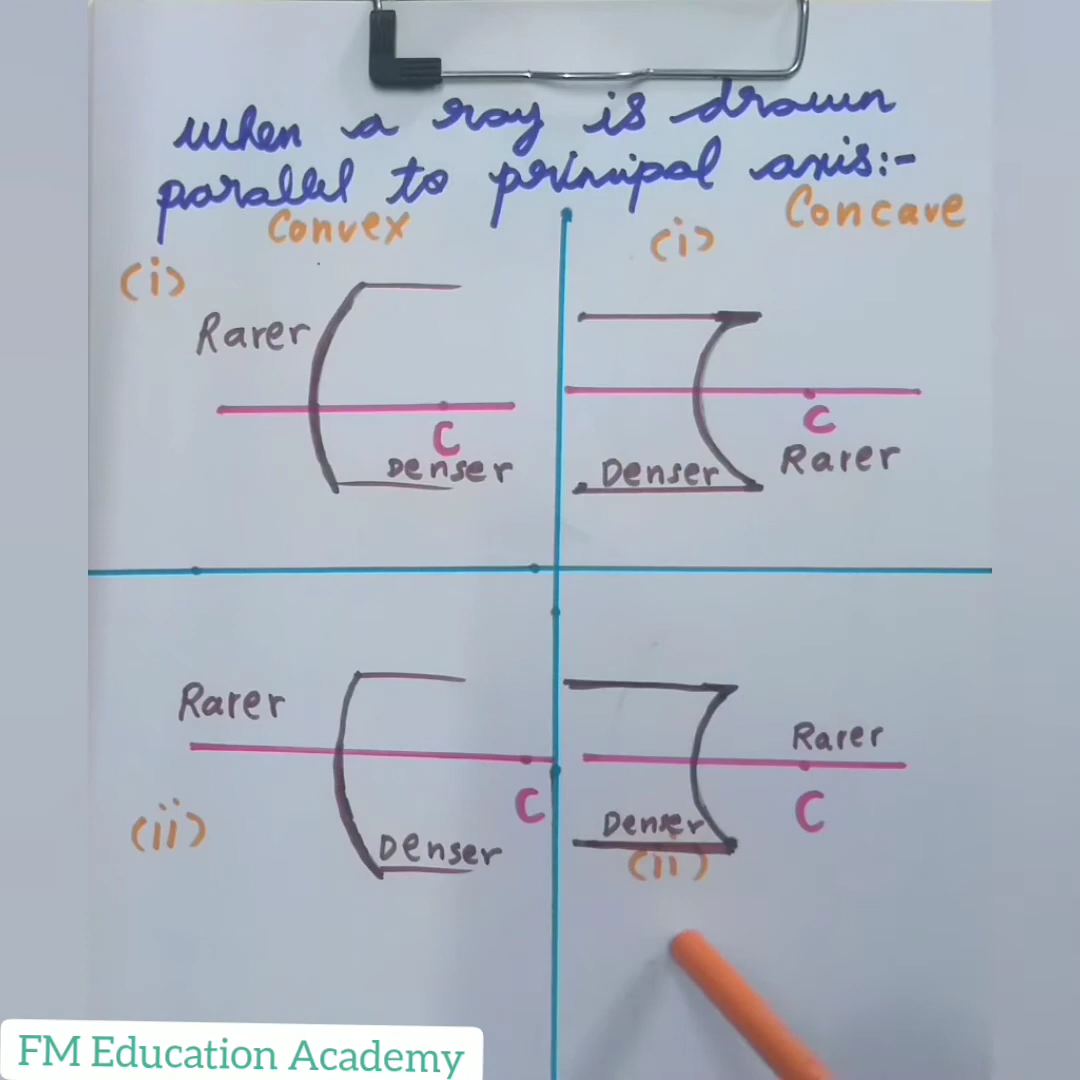 when a ray is drawn
parallel to principal axis:-
Convex
Concave
(i)
(i)
Rarer
C
Denser
C
Denser
Rarer
Rarer
Rarer
C
C
(ii)
Denser
Denser
(ii)
FM Education Academy